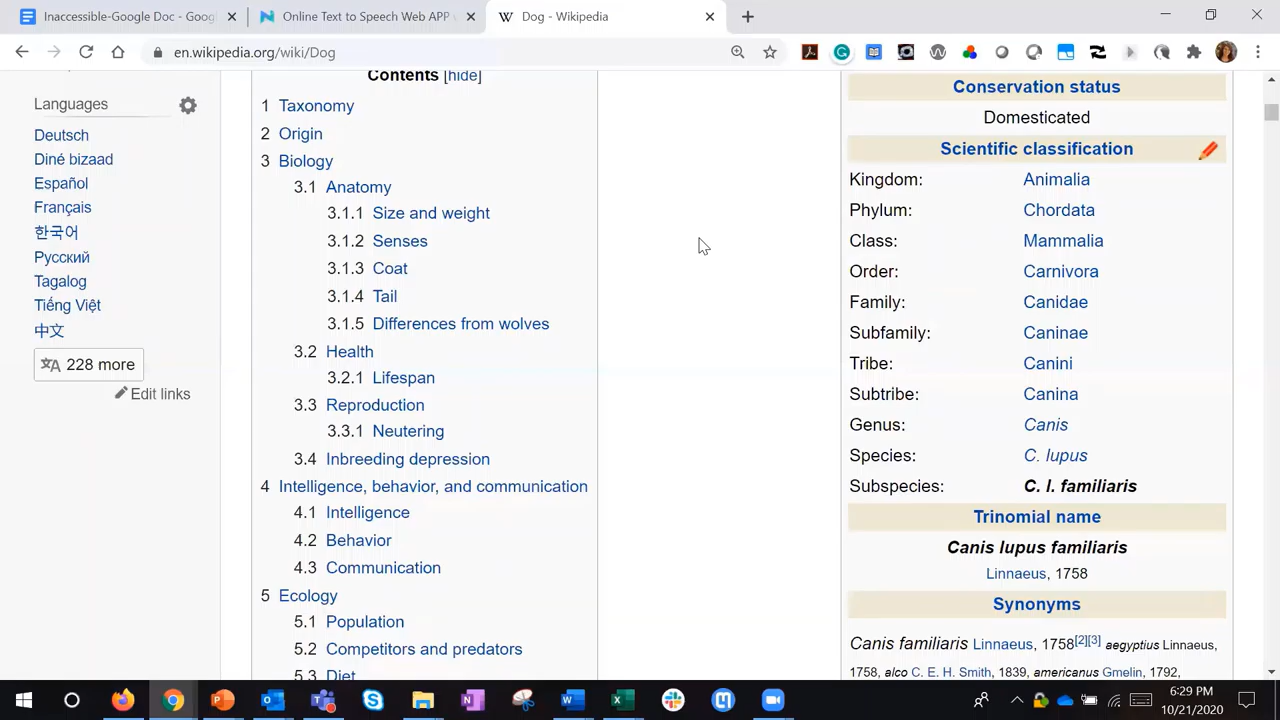 Inaccessible-Google Doc - Goog
Online Text to Speech Web APP v
Dog - Wikipedia
en.wikipedia.org/wiki/Dog
Languages
Deutsch
Diné bizaad
Español
Français
한국어
Русский
Tagalog
Tiếng Việt
中文
228 more
Edit links
Contents [hide]
1 Taxonomy
2 Origin
3 Biology
3.1 Anatomy
3.1.1 Size and weight
3.1.2 Senses
3.1.3 Coat
3.1.4 Tail
3.1.5 Differences from wolves
3.2 Health
3.2.1 Lifespan
3.3 Reproduction
3.3.1 Neutering
3.4 Inbreeding depression
4 Intelligence, behavior, and communication
4.1 Intelligence
4.2 Behavior
4.3 Communication
5 Ecology
5.1 Population
5.2 Competitors and predators
5.3 Diet
Conservation status
Domesticated
Scientific classification
Kingdom: Animalia
Phylum: Chordata
Class: Mammalia
Order: Carnivora
Family: Canidae
Subfamily: Caninae
Tribe: Canini
Subtribe: Canina
Genus: Canis
Species: C. lupus
Subspecies: C. l. familiaris
Trinomial name
Canis lupus familiaris
Linnaeus, 1758
Synonyms
Canis familiaris Linnaeus, 1758[2][3] aegyptius Linnaeus,
1758, alco C. E. H. Smith, 1839, americanus Gmelin, 1792,
6:29 PM
10/21/2020